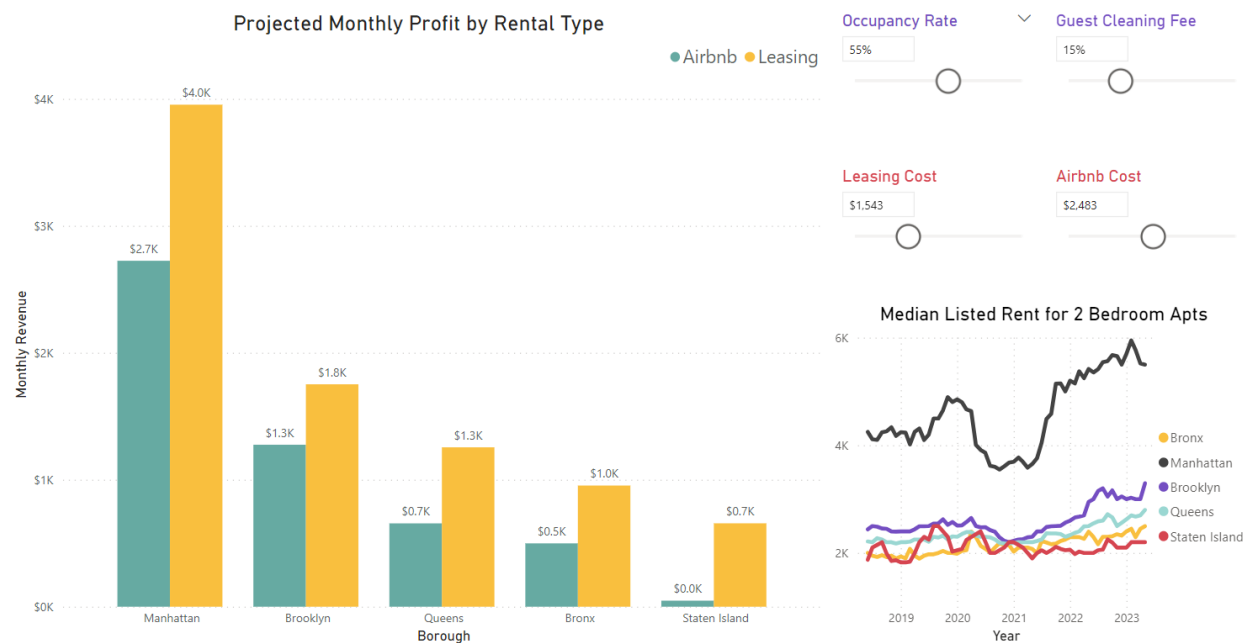 Projected Monthly Profit by Rental Type
Airbnb
Leasing
Monthly Revenue
$4K
$3K
$2K
$1K
$0K
$2.7K
$4.0K
$1.3K
$1.8K
$0.7K
$1.3K
$0.5K
$1.0K
$0.0K
$0.7K
Manhattan
Brooklyn
Queens
Bronx
Staten Island
Borough
Occupancy Rate
55%
Guest Cleaning Fee
15%
Leasing Cost
$1,543
Airbnb Cost
$2,483
Median Listed Rent for 2 Bedroom Apts
6K
4K
2K
2019
2020
2021
2022
2023
Year
Bronx
Manhattan
Brooklyn
Queens
Staten Island